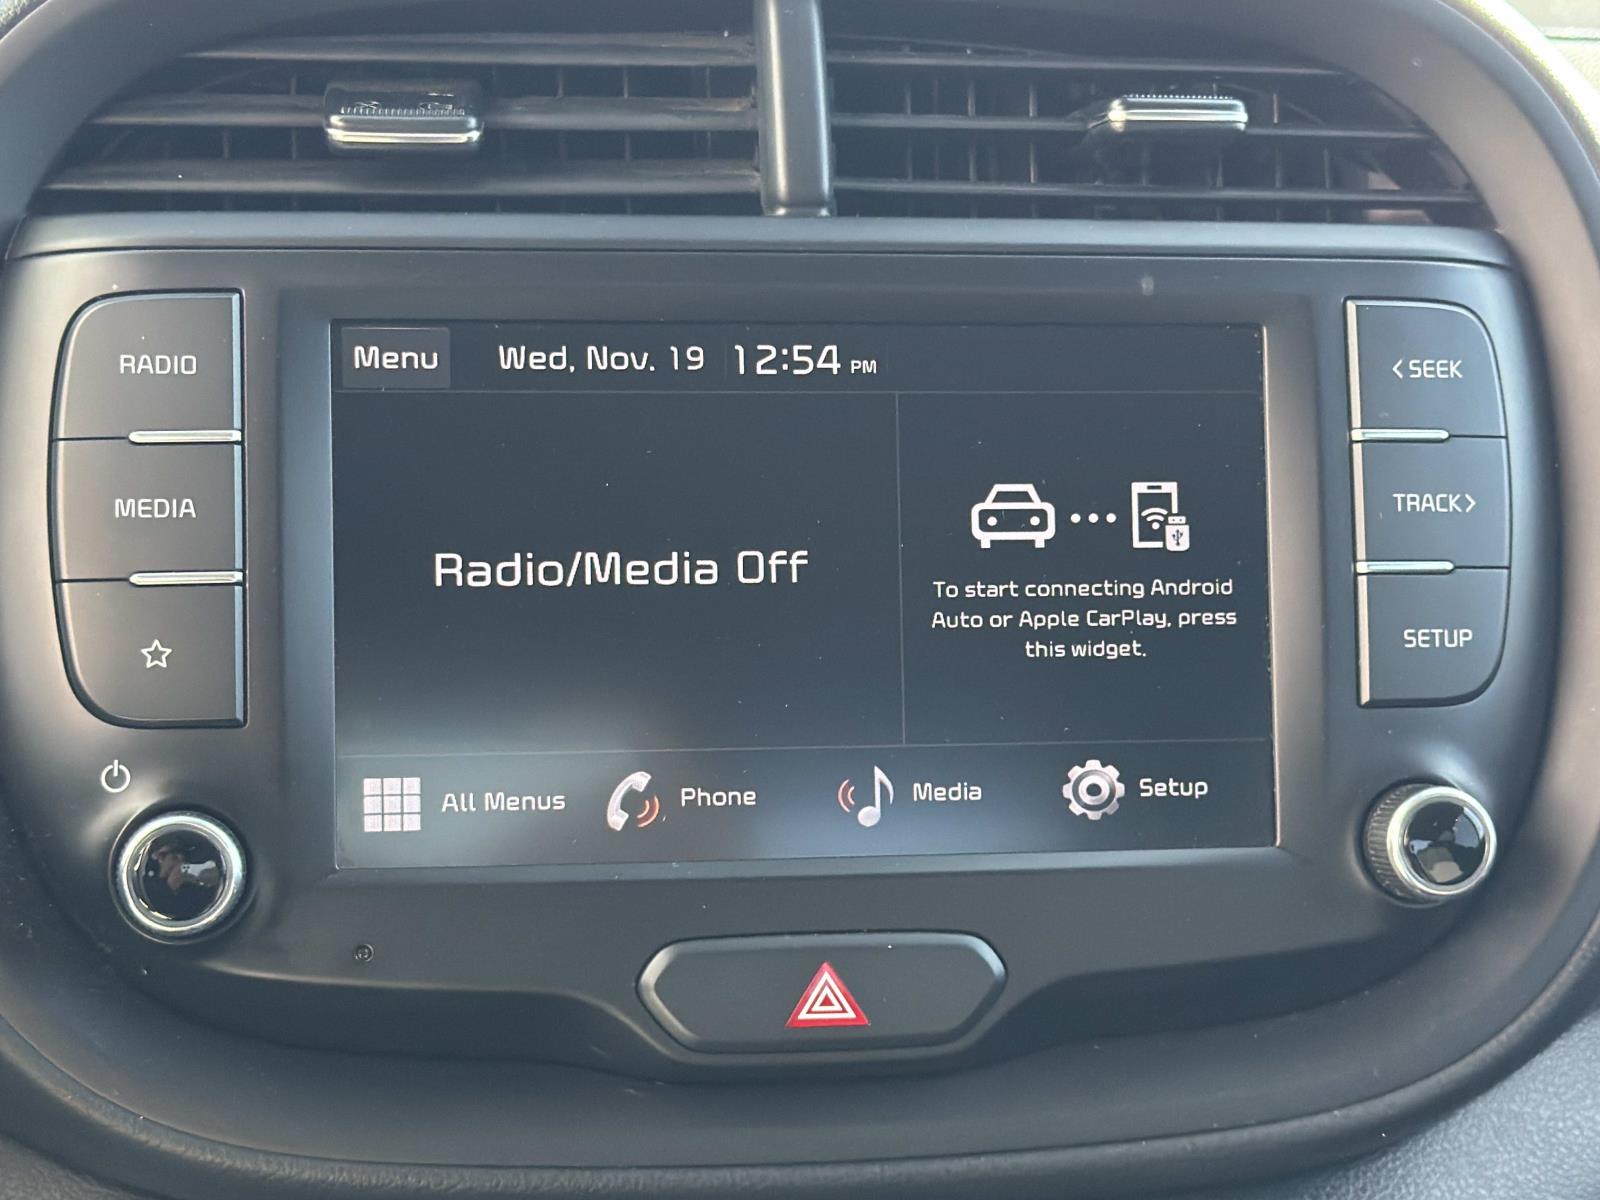 RADIO
MEDIA
Menu
Wed, Nov. 19 12:54 PM
Radio/Media Off
To start connecting Android
Auto or Apple CarPlay, press
this widget.
All Menus
Phone
Media
Setup
<SEEK
TRACK>
SETUP